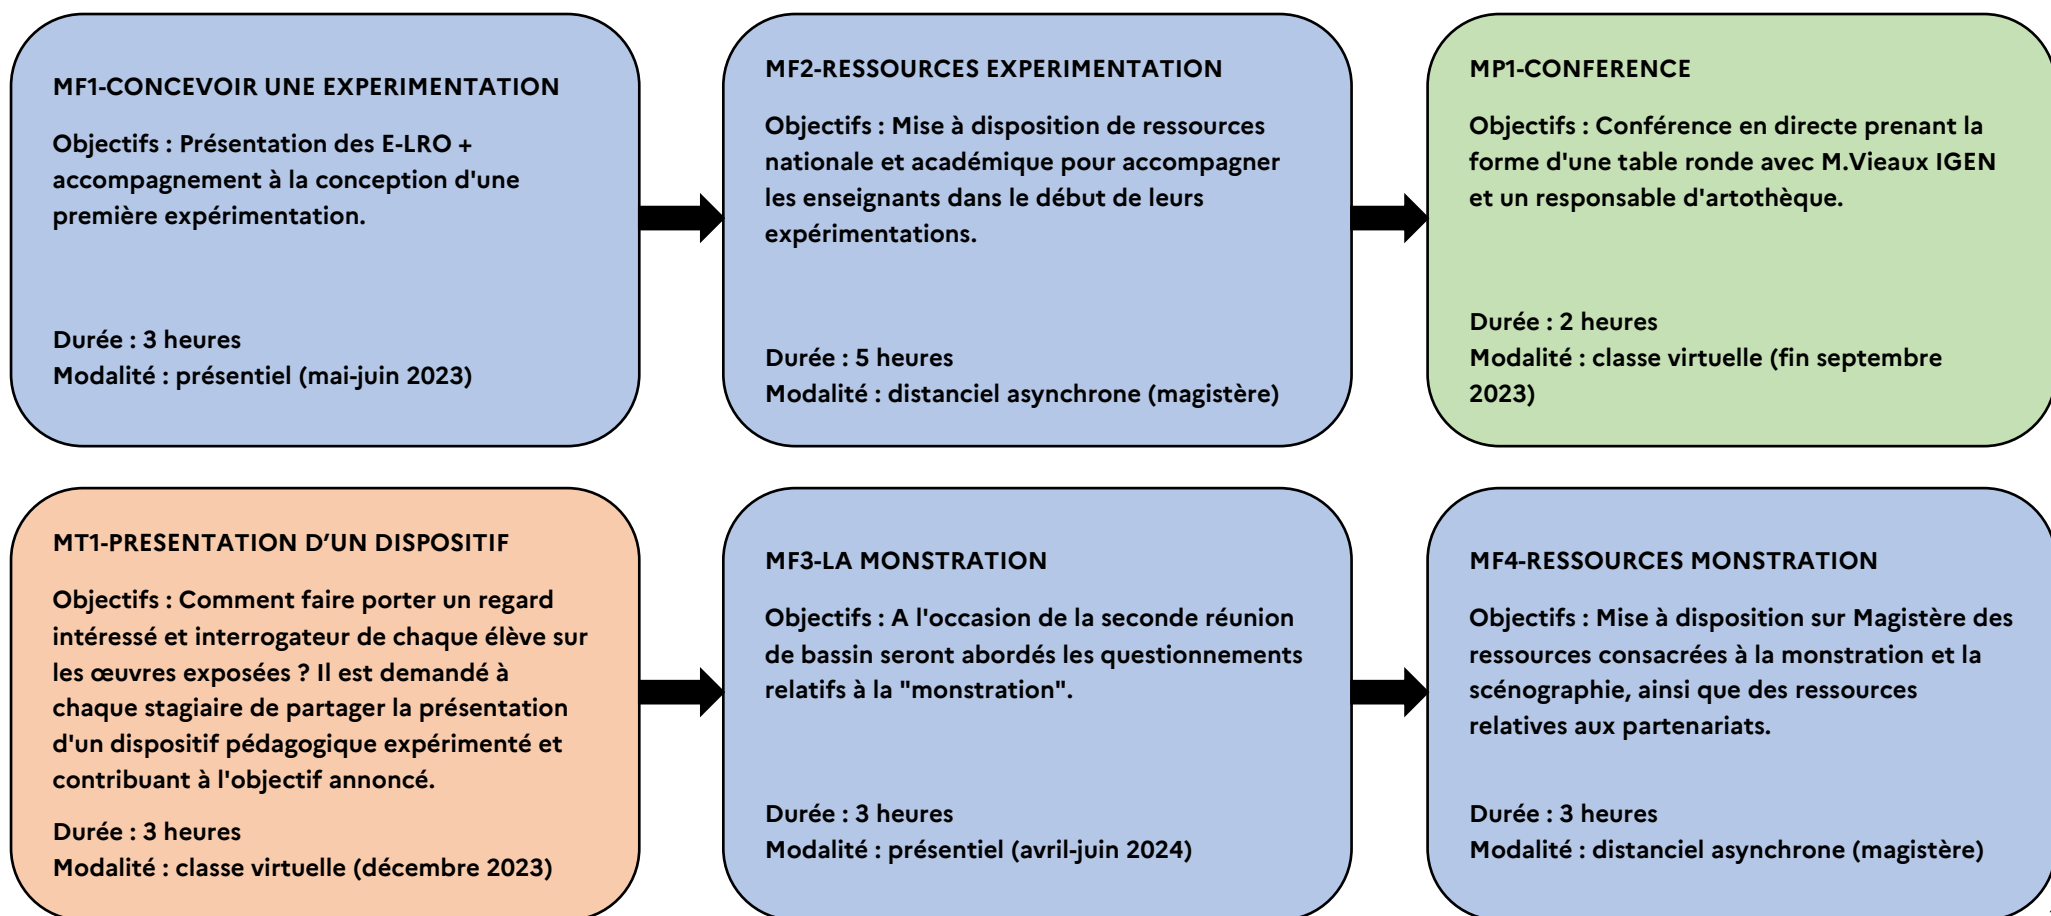 MF1-CONCEVOIR UNE EXPERIMENTATION
Objectifs : Présentation des E-LRO +
accompagnement à la conception d'une
première expérimentation.
Durée : 3 heures
Modalité : présentiel (mai-juin 2023)
MF2-RESSOURCES EXPERIMENTATION
Objectifs : Mise à disposition de ressources
nationale et académique pour accompagner
les enseignants dans le début de leurs
expérimentations.
Durée : 5 heures
Modalité : distanciel asynchrone (magistère)
MP1-CONFERENCE
Objectifs : Conférence en directe prenant la
forme d'une table ronde avec M.Vieaux IGEN
et un responsable d'artothèque.
Durée : 2 heures
Modalité : classe virtuelle (fin septembre
2023)
MT1-PRESENTATION D’UN DISPOSITIF
Objectifs : Comment faire porter un regard
intéressé et interrogateur de chaque élève sur
les œuvres exposées ? Il est demandé à
chaque stagiaire de partager la présentation
d'un dispositif pédagogique expérimenté et
contribuant à l'objectif annoncé.
Durée : 3 heures
Modalité : classe virtuelle (décembre 2023)
MF3-LA MONSTRATION
Objectifs : A l'occasion de la seconde réunion
de bassin seront abordés les questionnements
relatifs à la "monstration".
Durée : 3 heures
Modalité : présentiel (avril-juin 2024)
MF4-RESSOURCES MONSTRATION
Objectifs : Mise à disposition sur Magistère des
ressources consacrées à la monstration et la
scénographie, ainsi que des ressources
relatives aux partenariats.
Durée : 3 heures
Modalité : distanciel asynchrone (magistère)